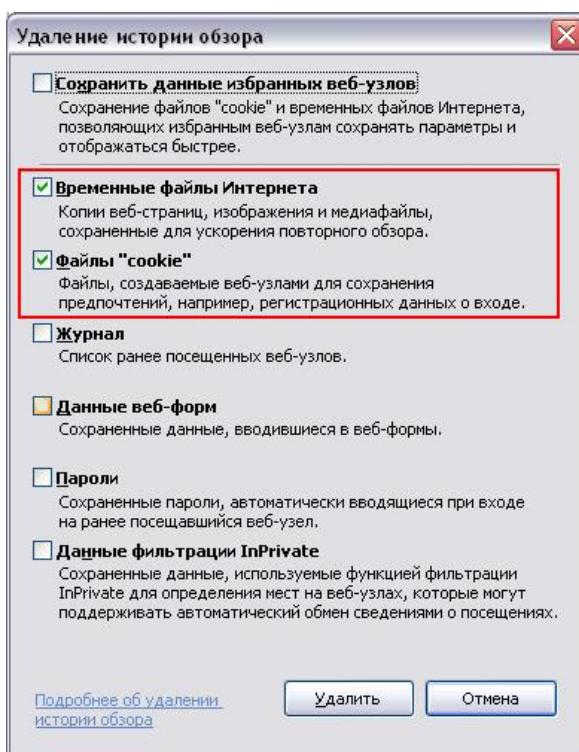 Удаление истории обзора
Сохранить данные избранных веб-узлов
Сохранение файлов "cookie" и временных файлов Интернета,
позволяющих избранным веб-узлам сохранять параметры и
отображаться быстрее.
Временные файлы Интернета
Копии веб-страниц, изображения и медиафайлы,
сохраненные для ускорения повторного обзора.
Файлы "cookie"
Файлы, создаваемые веб-узлами для сохранения
предпочтений, например, регистрационных данных о входе.
Журнал
Список ранее посещенных веб-узлов.
Данные веб-форм
Сохраненные данные, вводившиеся в веб-формы.
Пароли
Сохраненные пароли, автоматически вводящиеся при входе
на ранее посещавшийся веб-узел.
Данные фильтрации InPrivate
Сохраненные данные, используемые функцией фильтрации
InPrivate для определения мест на веб-узлах, которые могут
поддерживать автоматический обмен сведениями о посещениях.
Подробнее об удалении
истории обзора
Удалить
Отмена